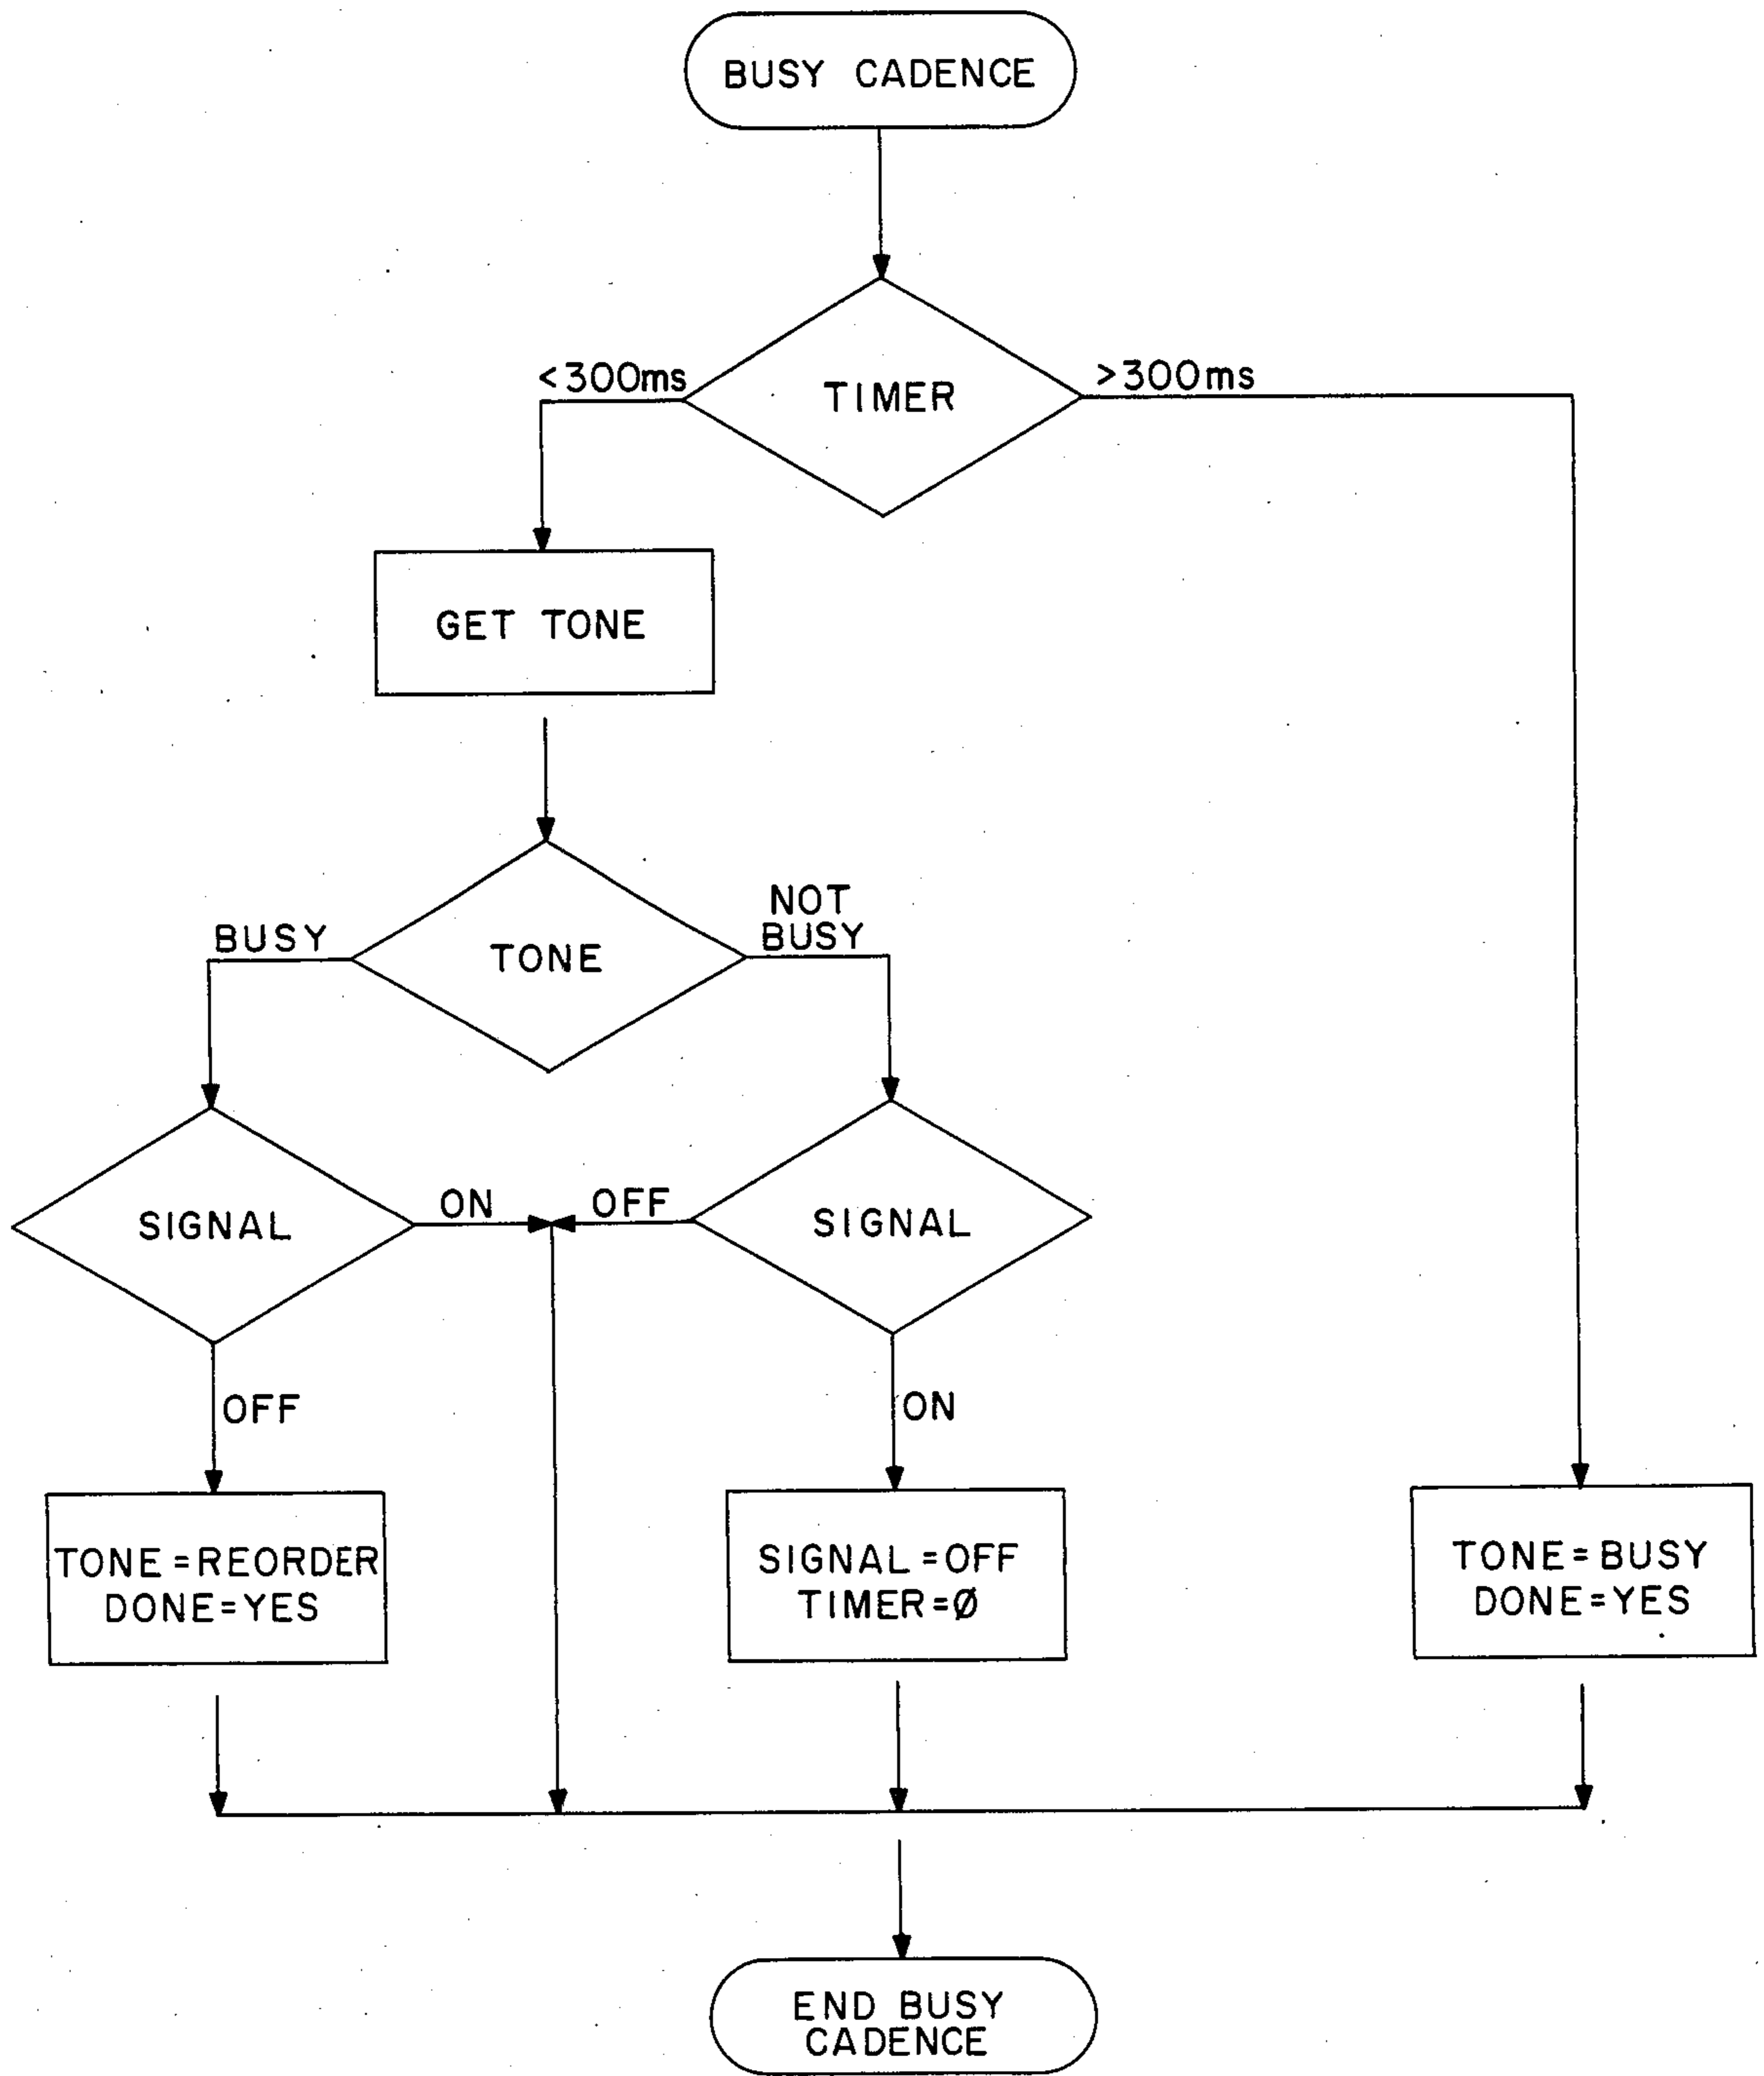 BUSY CADENCE
<300ms
>300ms
TIMER
GET TONE
NOT
BUSY
BUSY
TONE
ON
OFF
SIGNAL
SIGNAL
OFF
ON
TONE=REORDER
DONE=YES
SIGNAL=OFF
TIMER=Ø
TONE=BUSY
DONE=YES
END BUSY
CADENCE